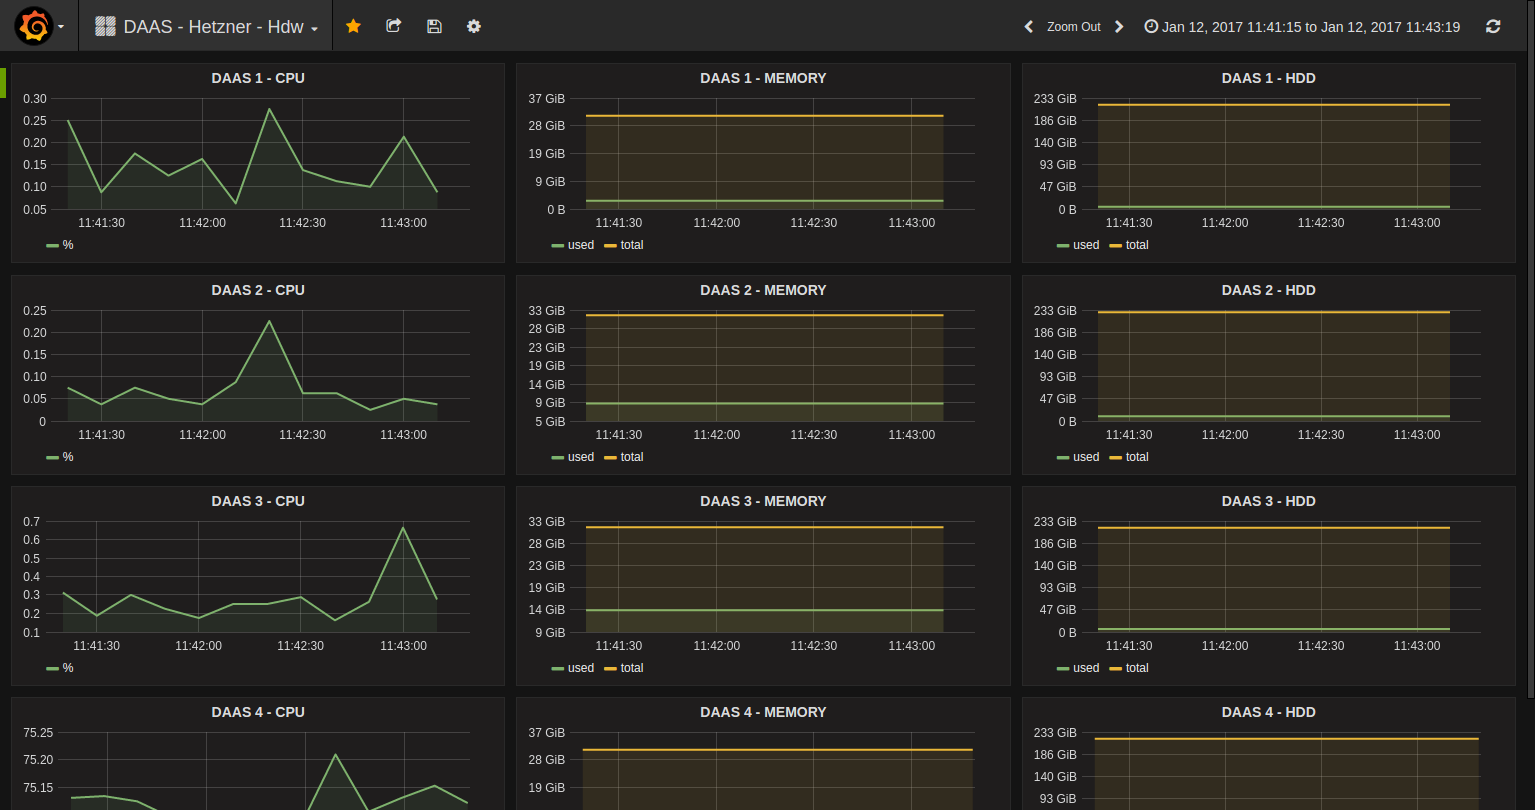 DAAS - Hetzner - Hdw
Zoom Out
Jan 12, 2017 11:41:15 to Jan 12, 2017 11:43:19
DAAS 1 - CPU
0.30
0.25
0.20
0.15
0.10
0.05
11:41:30 11:42:00 11:42:30 11:43:00
%
DAAS 1 - MEMORY
37 GiB
28 GiB
19 GiB
9 GiB
0 B
11:41:30 11:42:00 11:42:30 11:43:00
used total
DAAS 1 - HDD
233 GiB
186 GiB
140 GiB
93 GiB
47 GiB
0 B
11:41:30 11:42:00 11:42:30 11:43:00
used total
DAAS 2 - CPU
0.25
0.20
0.15
0.10
0.05
0
11:41:30 11:42:00 11:42:30 11:43:00
%
DAAS 2 - MEMORY
33 GiB
28 GiB
23 GiB
19 GiB
14 GiB
9 GiB
5 GiB
11:41:30 11:42:00 11:42:30 11:43:00
used total
DAAS 2 - HDD
233 GiB
186 GiB
140 GiB
93 GiB
47 GiB
0 B
11:41:30 11:42:00 11:42:30 11:43:00
used total
DAAS 3 - CPU
0.7
0.6
0.5
0.4
0.3
0.2
0.1
11:41:30 11:42:00 11:42:30 11:43:00
%
DAAS 3 - MEMORY
33 GiB
28 GiB
23 GiB
19 GiB
14 GiB
9 GiB
11:41:30 11:42:00 11:42:30 11:43:00
used total
DAAS 3 - HDD
233 GiB
186 GiB
140 GiB
93 GiB
47 GiB
0 B
11:41:30 11:42:00 11:42:30 11:43:00
used total
DAAS 4 - CPU
75.25
75.20
75.15
DAAS 4 - MEMORY
37 GiB
28 GiB
19 GiB
DAAS 4 - HDD
233 GiB
186 GiB
140 GiB
93 GiB